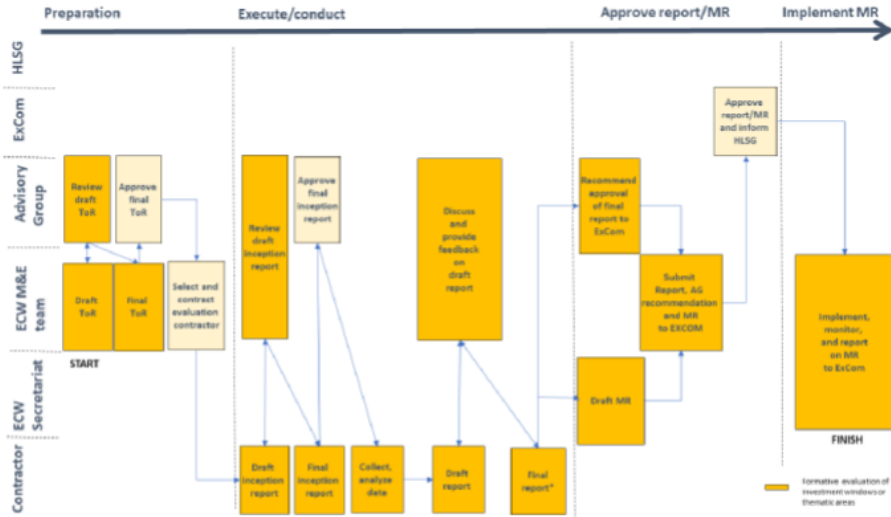 Preparation
Execute/conduct
Approve report/MR
Implement MR
HLSG
ExCom
Approve
report/MR
and inform
HLSG
Advisory
Group
Review
draft
ToR
Approve
final
ToR
Review draft
inception
report
Approve
final
inception
report
Discuss
and
provide
feedback
on
draft
report
Recommend
approval
of final
report to
ExCom
ECW M&E
team
Draft
ToR
Final
ToR
Select and
contract
evaluation
contractor
Submit
Report, AG
recommendation
and MR
to EXCOM
Implement,
monitor,
and report
on MR
to ExCom
START
ECW
Secretariat
Draft MR
FINISH
Contractor
Draft
inception
report
Final
inception
report
Collect,
analyze
data
Draft
report
Final
report*
Formative evaluation of
investment windows or
thematic areas